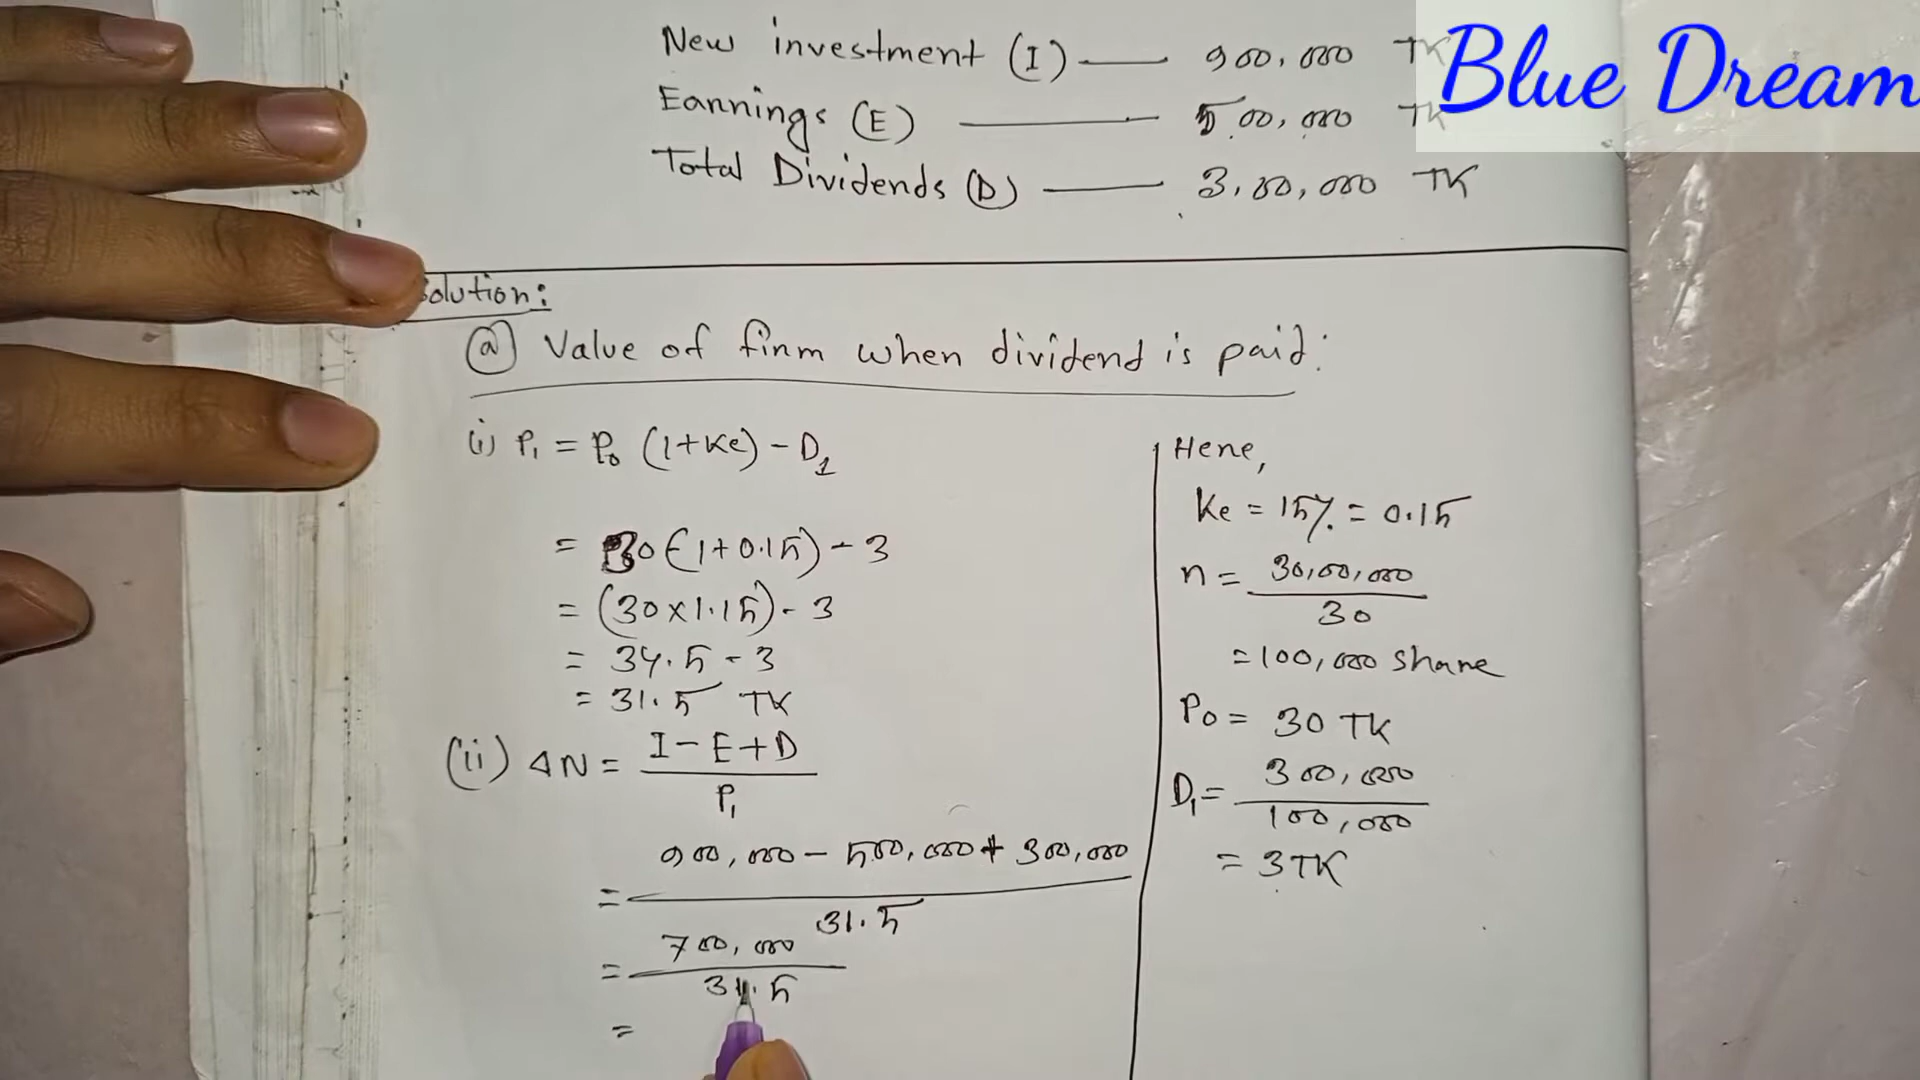 New investment (I) — 900,000 TK
Blue Dream
Earnings (E) — 500,000 TK
Total Dividends (D) — 3,00,000 TK
Solution:
(a) Value of firm when dividend is paid:
(i) P₁ = P₀ (1+Ke) - D₁
= 30 (1+0.15) - 3
= (30×1.15) - 3
= 34.5 - 3
= 31.5 TK
(ii) ΔN = I - E + D / P₁
= 900,000 - 500,000 + 300,000 / 31.5
= 700,000 / 31.5
=
Here,
Ke = 15% = 0.15
n = 30,00,000 / 30
= 100,000 share
P₀ = 30 TK
D₁ = 300,000 / 100,000
= 3 TK